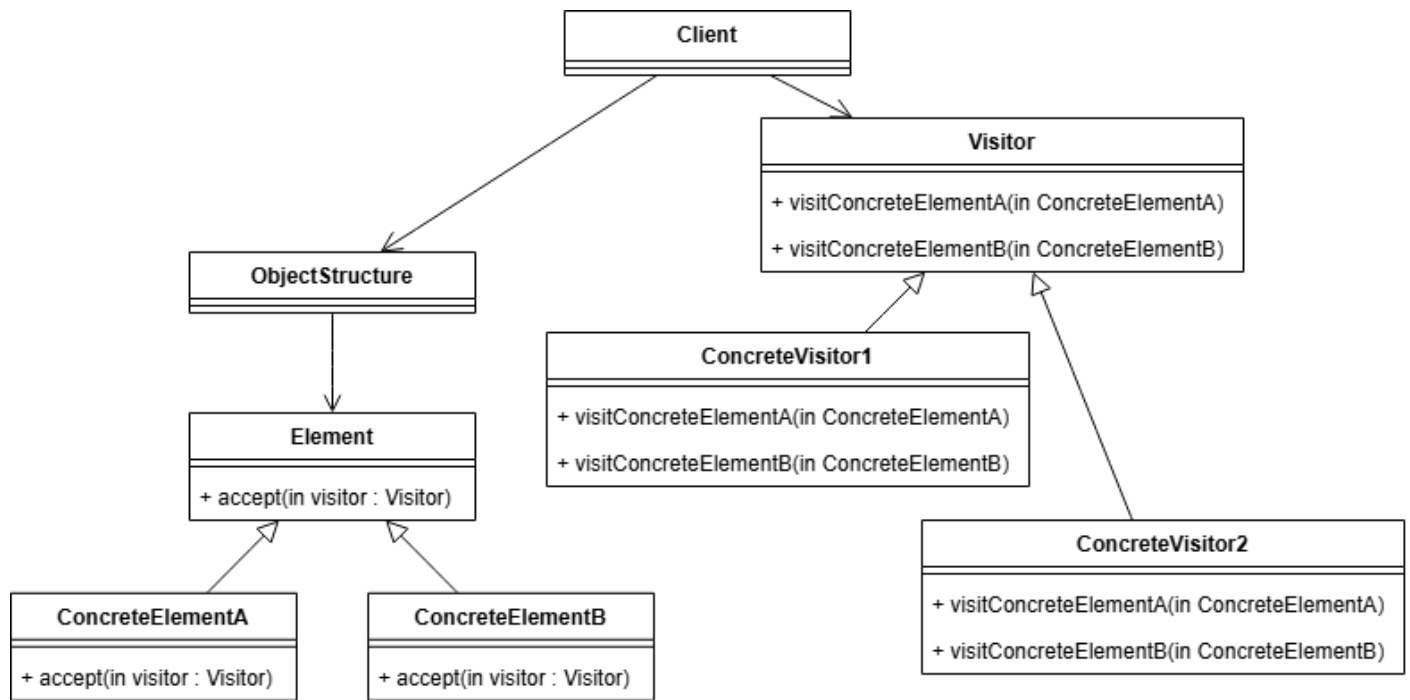 Client
Visitor
+ visitConcreteElementA(in ConcreteElementA)
+ visitConcreteElementB(in ConcreteElementB)
ObjectStructure
ConcreteVisitor1
+ visitConcreteElementA(in ConcreteElementA)
+ visitConcreteElementB(in ConcreteElementB)
Element
+ accept(in visitor : Visitor)
ConcreteVisitor2
+ visitConcreteElementA(in ConcreteElementA)
+ visitConcreteElementB(in ConcreteElementB)
ConcreteElementA
+ accept(in visitor : Visitor)
ConcreteElementB
+ accept(in visitor : Visitor)